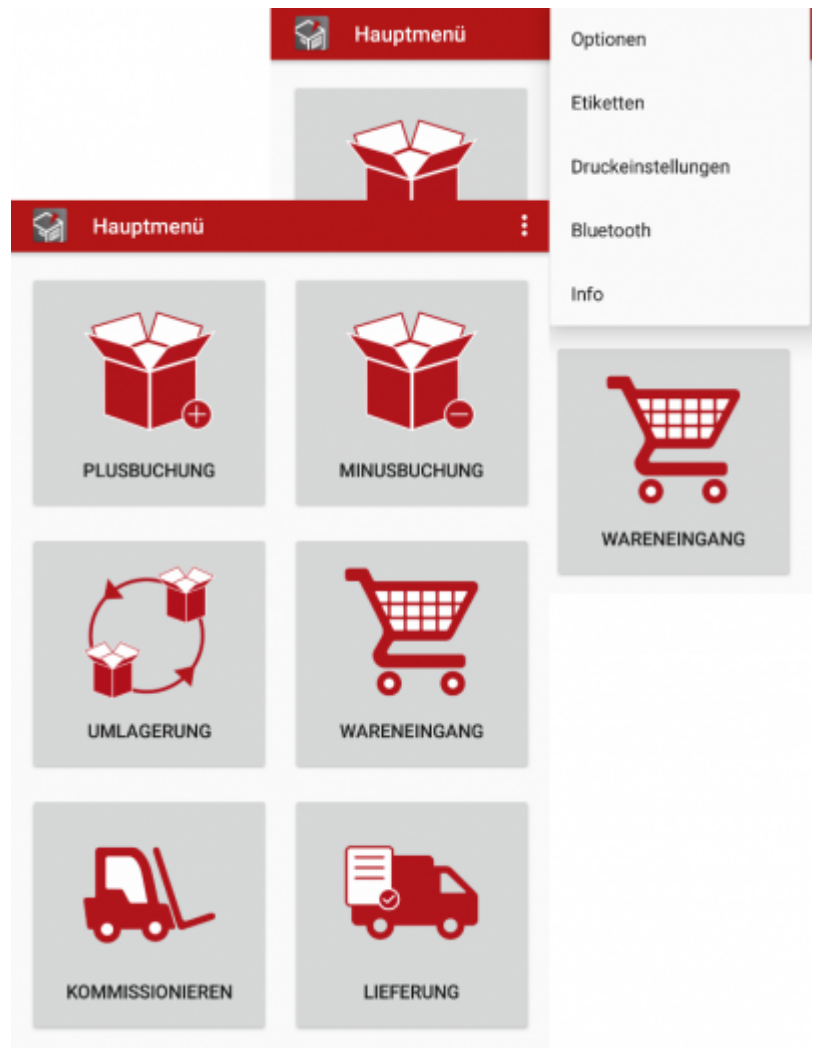 Hauptmenü
Optionen
Etiketten
Druckeinstellungen
Bluetooth
Info
Hauptmenü
PLUSBUCHUNG
MINUSBUCHUNG
WARENEINGANG
UMLAGERUNG
WARENEINGANG
KOMMISSIONIEREN
LIEFERUNG